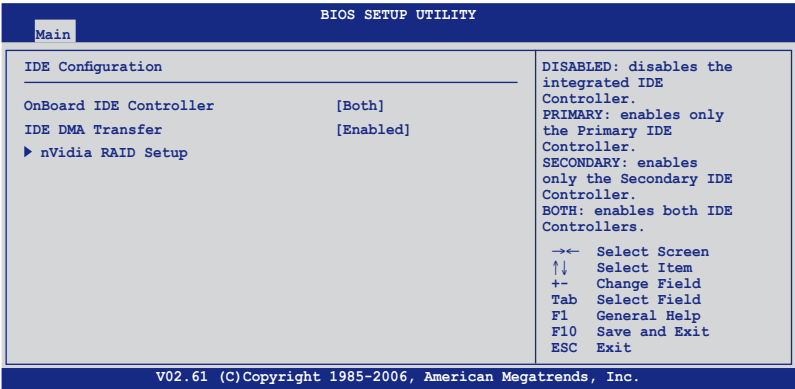 BIOS SETUP UTILITY
Main
IDE Configuration
OnBoard IDE Controller [Both]
IDE DMA Transfer [Enabled]
nVidia RAID Setup
DISABLED: disables the
integrated IDE
Controller.
PRIMARY: enables only
the Primary IDE
Controller.
SECONDARY: enables
only the Secondary IDE
Controller.
BOTH: enables both IDE
Controllers.
→← Select Screen
↑↓ Select Item
+- Change Field
Tab Select Field
F1 General Help
F10 Save and Exit
ESC Exit
V02.61 (C)Copyright 1985-2006, American Megatrends, Inc.